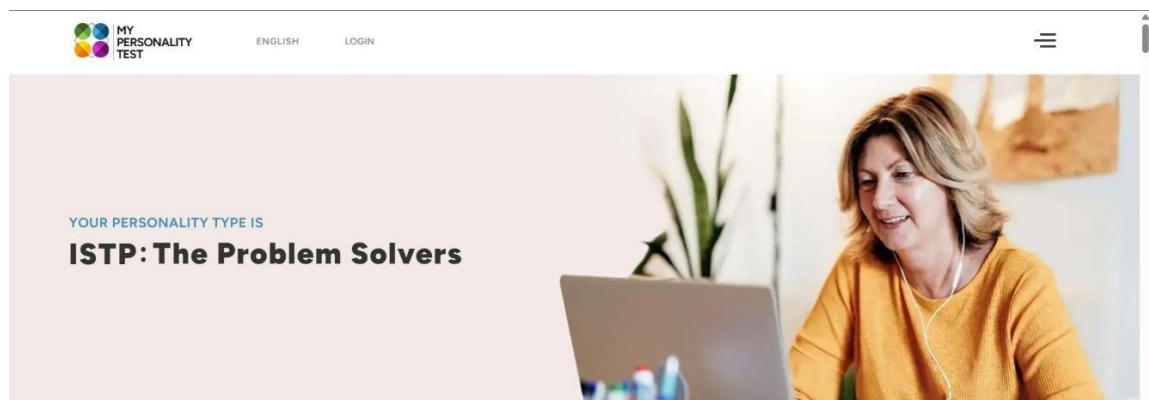 MY
PERSONALITY
TEST
ENGLISH LOGIN
YOUR PERSONALITY TYPE IS
ISTP: The Problem Solvers